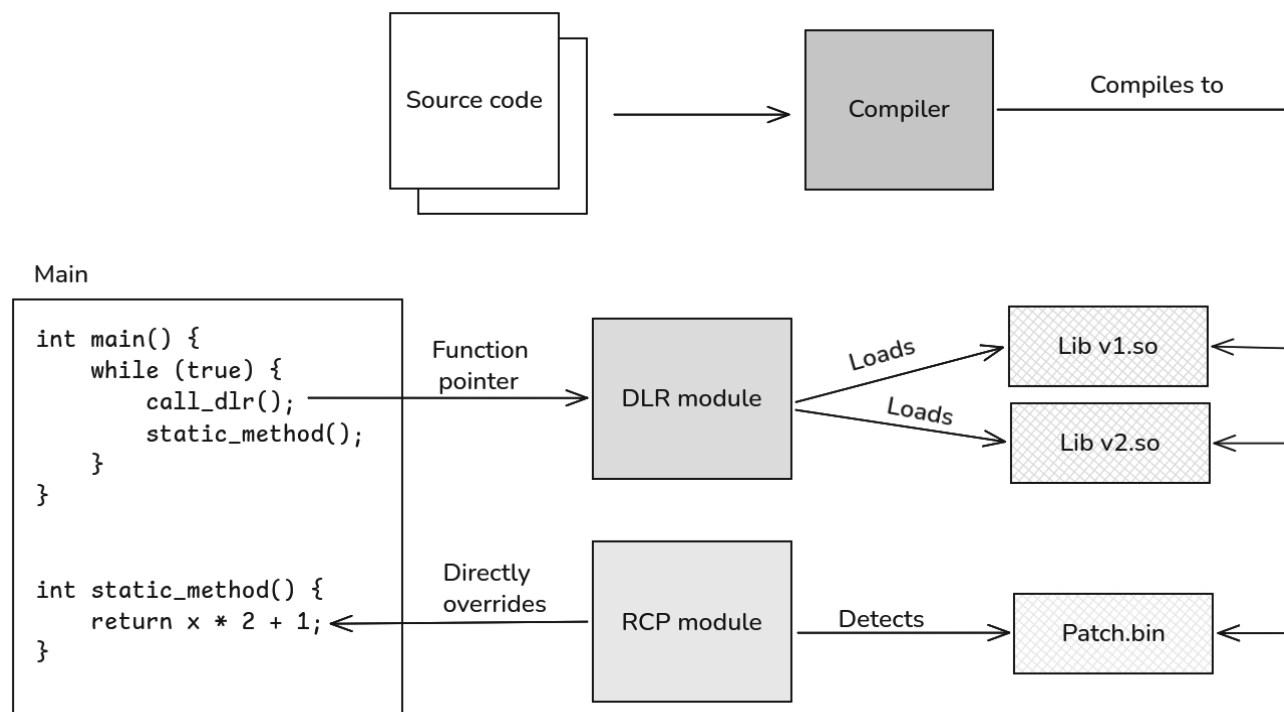 Source code
Compiler
Compiles to
Main
int main() {
    while (true) {
        call_dlr();
        static_method();
    }
}
Function
pointer
DLR module
Loads
Loads
Lib v1.so
Lib v2.so
int static_method() {
    return x * 2 + 1;
}
Directly
overrides
RCP module
Detects
Patch.bin